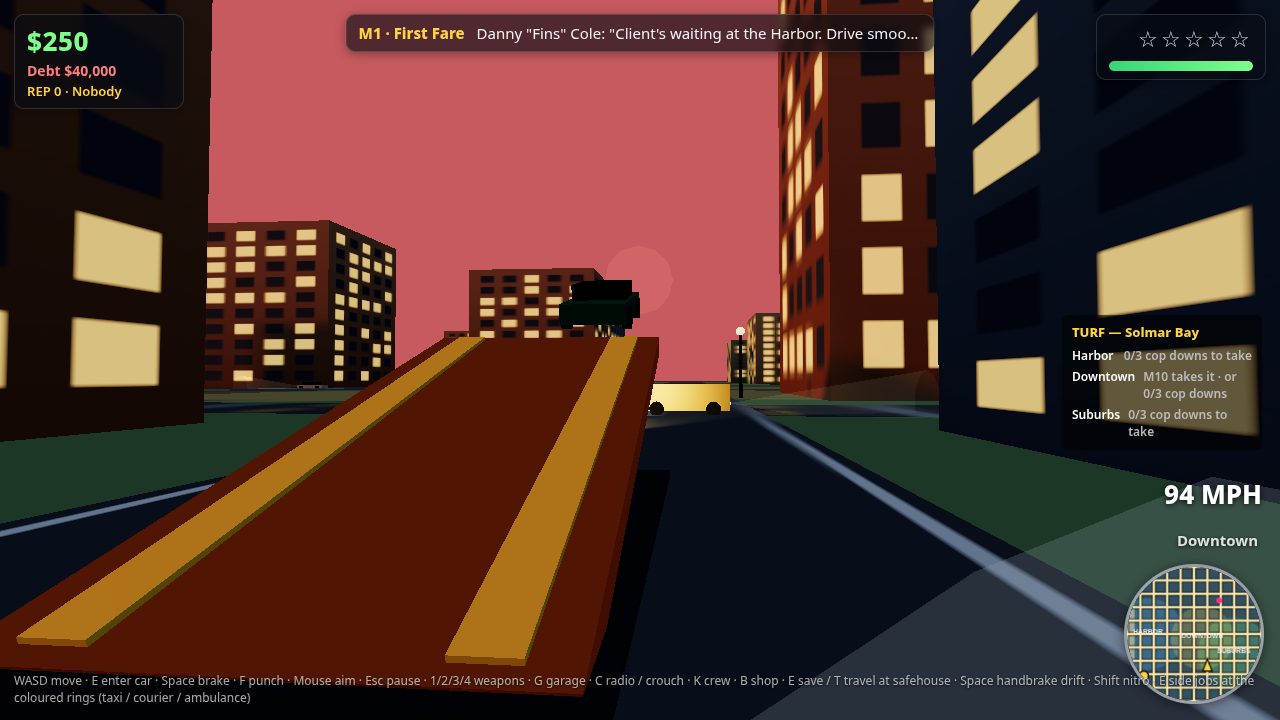 $250
Debt $40,000
REP 0 · Nobody
M1 · First Fare Danny "Fins" Cole: "Client's waiting at the Harbor. Drive smoo...
☆☆☆☆☆
TURF — Solmar Bay
Harbor 0/3 cop downs to take
Downtown M10 takes it · or
0/3 cop downs
Suburbs 0/3 cop downs to
take
94 MPH
Downtown
HARBOR
DOWNTOWN
SUBURBS
WASD move · E enter car · Space brake · F punch · Mouse aim · Esc pause · 1/2/3/4 weapons · G garage · C radio / crouch · K crew · B shop · E save / T travel at safehouse · Space handbrake drift · Shift nitro · E side jobs at the
coloured rings (taxi / courier / ambulance)